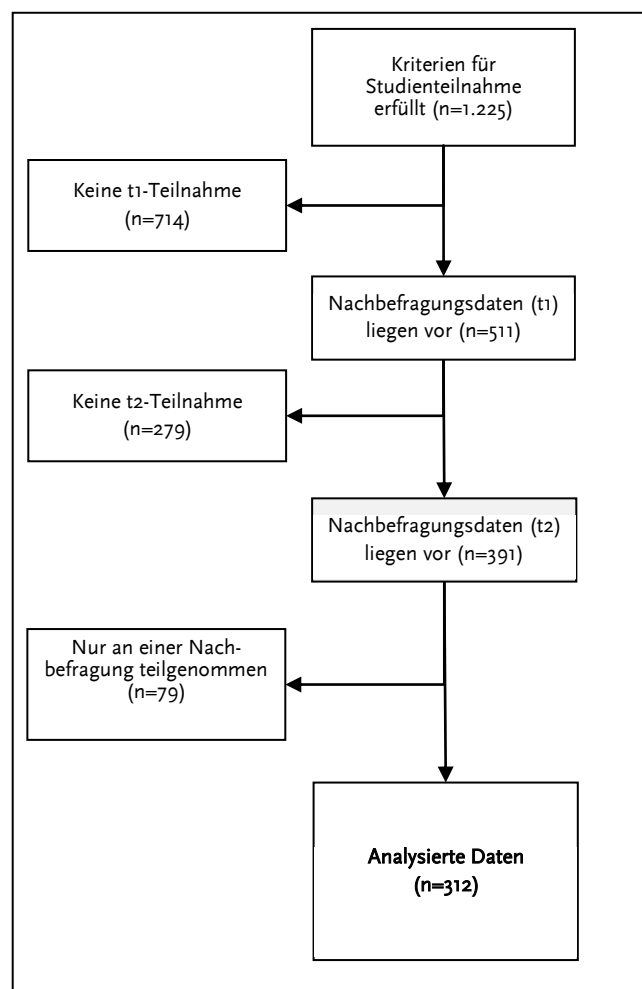 Kriterien für
Studienteilnahme
erfüllt (n=1.225)
Keine t1-Teilnahme
(n=714)
Nachbefragungsdaten (t1)
liegen vor (n=511)
Keine t2-Teilnahme
(n=279)
Nachbefragungsdaten (t2)
liegen vor (n=391)
Nur an einer Nach-
befragung teilgenommen
(n=79)
Analysierte Daten
(n=312)